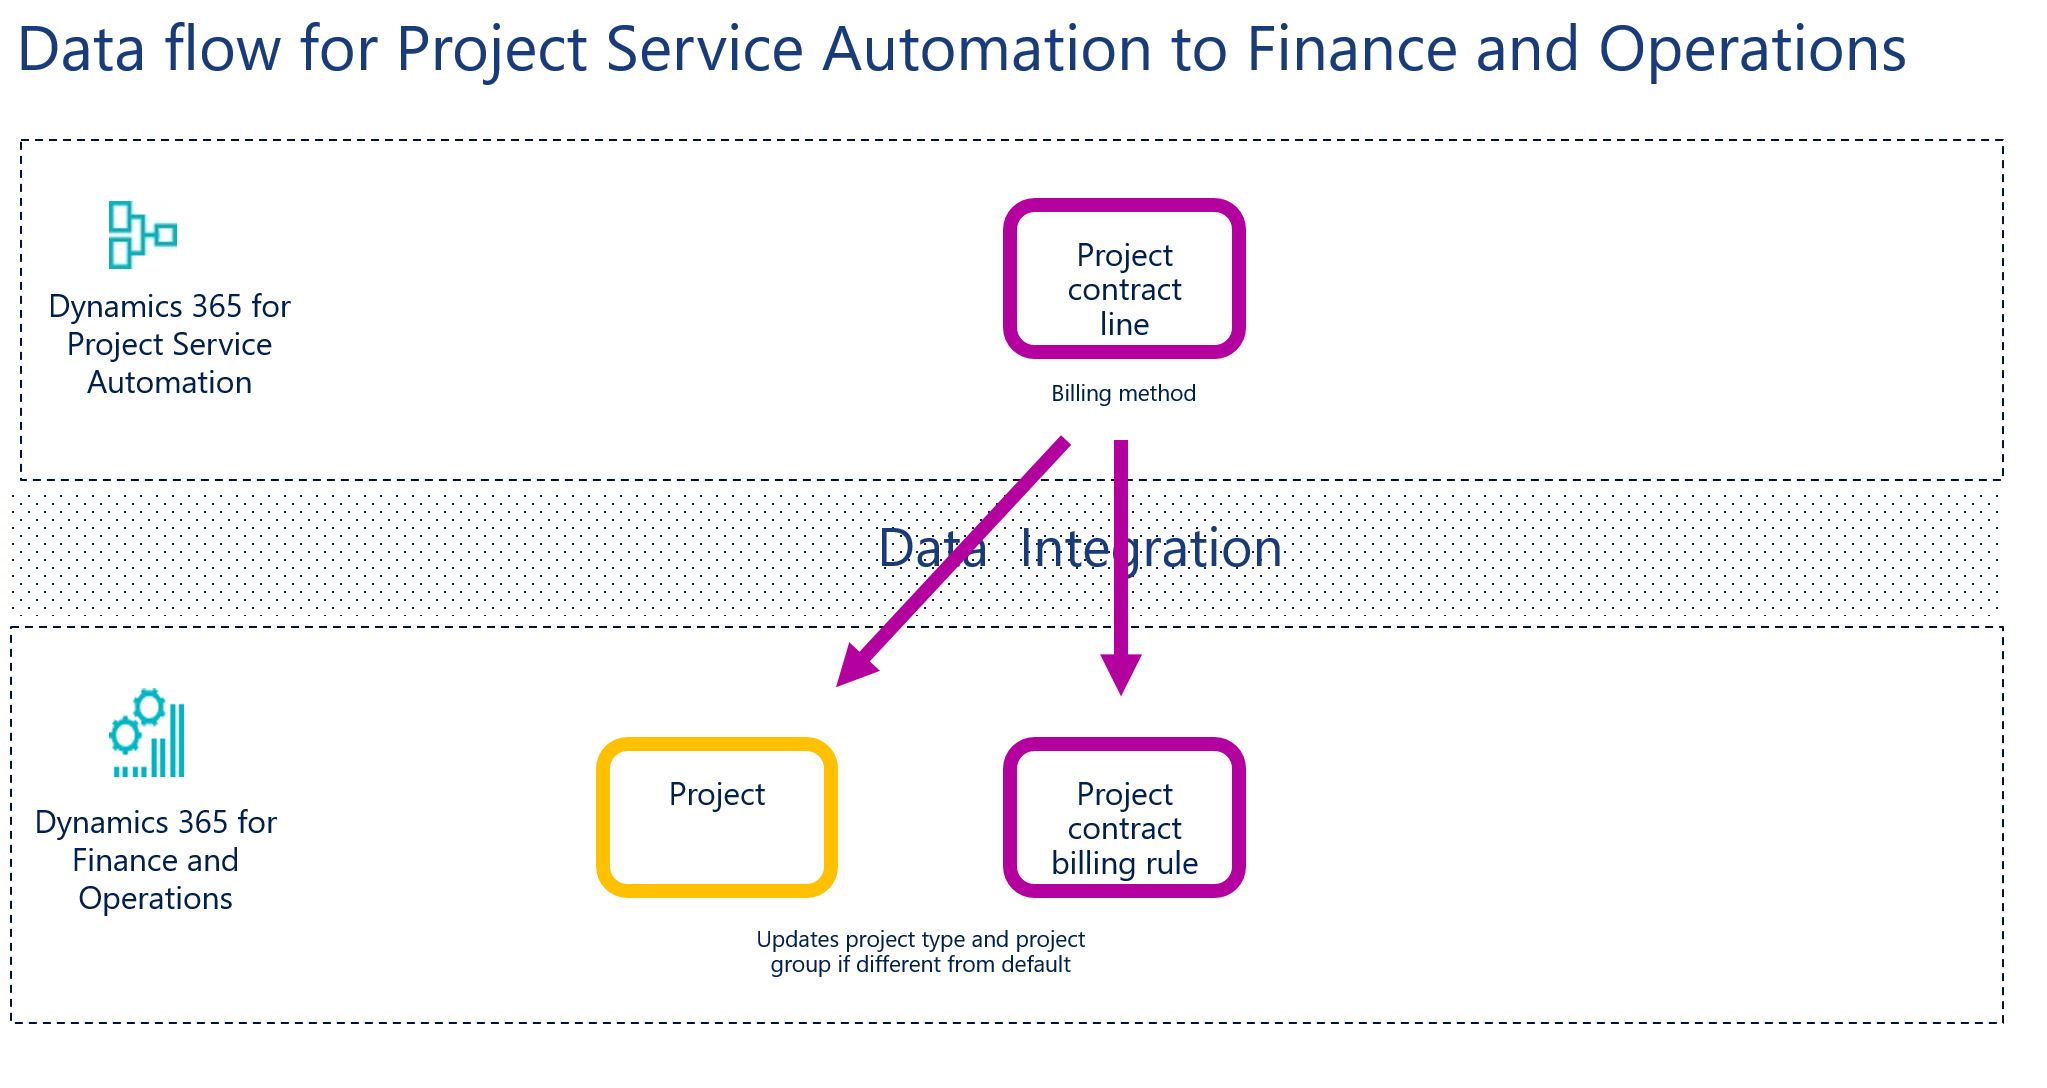 Data flow for Project Service Automation to Finance and Operations
Dynamics 365 for
Project Service
Automation
Project
contract
line
Billing method
Data Integration
Dynamics 365 for
Finance and
Operations
Project
Project
contract
billing rule
Updates project type and project
group if different from default